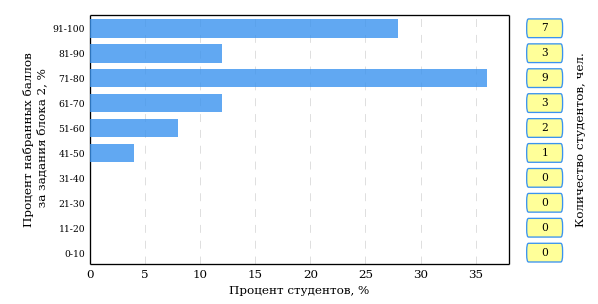 Процент набранных баллов
за задания блока 2, %
91-100 7
81-90 3
71-80 9
61-70 3
51-60 2
41-50 1
31-40 0
21-30 0
11-20 0
0-10 0
0 5 10 15 20 25 30 35
Процент студентов, %
Количество студентов, чел.